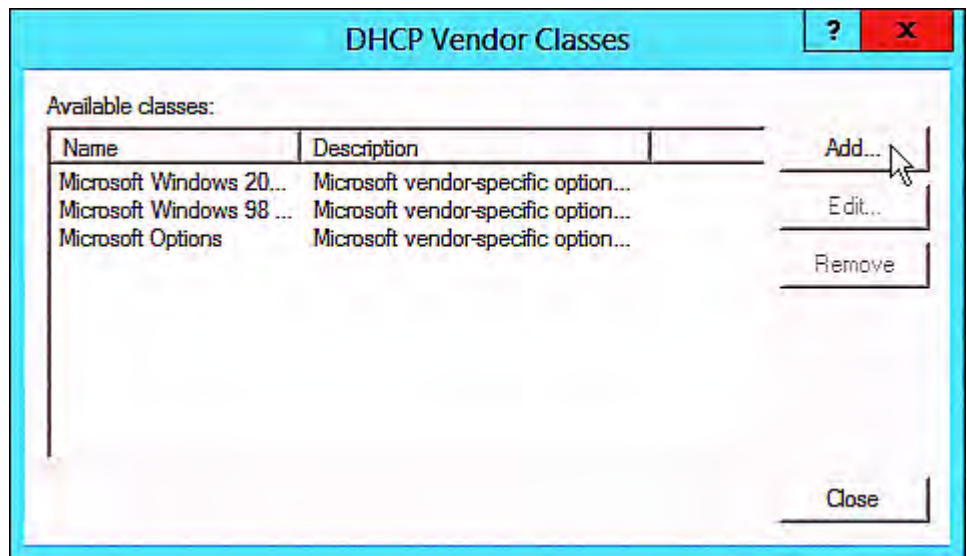 DHCP Vendor Classes ? x
Available classes:
Name Description
Add...
Microsoft Windows 20... Microsoft vendor-specific option...
Microsoft Windows 98 ... Microsoft vendor-specific option...
Edit...
Microsoft Options Microsoft vendor-specific option...
Remove
Close